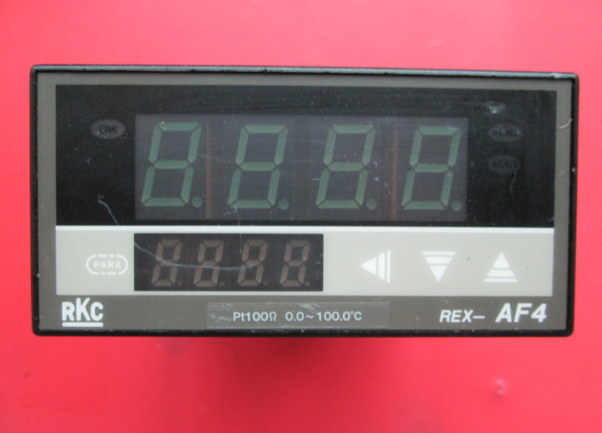 PARA
RKC
Pt100Ω 0.0~100.0℃
REX- AF4